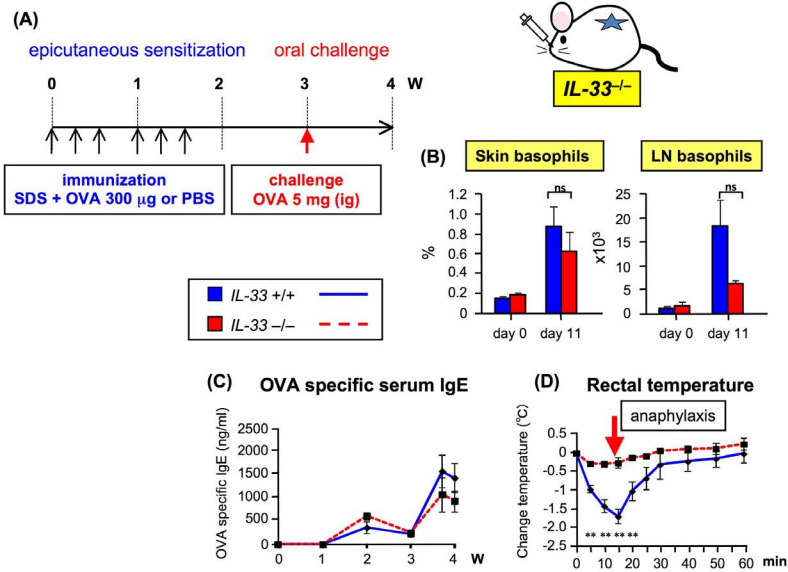 (A)
epicutaneous sensitization oral challenge
0 1 2 3 4 W
immunization
SDS + OVA 300 μg or PBS
challenge
OVA 5 mg (ig)
IL-33–/–
IL-33 +/+
IL-33 –/–
(B)
Skin basophils
LN basophils
ns
1.2
1.0
0.8
0.6
0.4
0.2
0
%
day 0 day 11
ns
25
20
15
10
5
0
x10³
day 0 day 11
(C) OVA specific serum IgE
OVA specific IgE (ng/ml)
2500
2000
1500
1000
500
0
0 1 2 3 4 W
(D) Rectal temperature
anaphylaxis
Change temperature (℃)
0.5
0
-0.5
-1
-1.5
-2.0
-2.5
** ** ** **
0 10 20 30 40 50 60 min